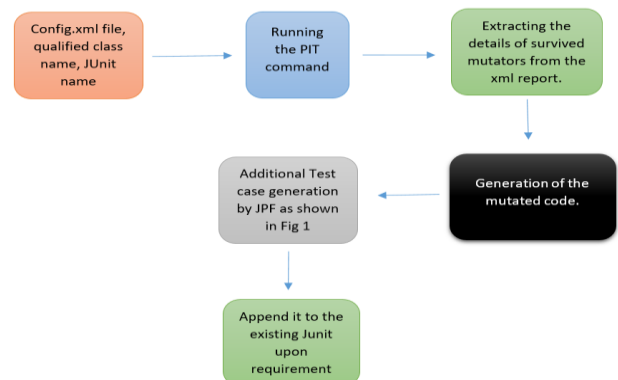 Config.xml file,
qualified class
name, JUnit
name
Running
the PIT
command
Extracting the
details of survived
mutators from the
xml report.
Generation of the
mutated code.
Additional Test
case generation
by JPF as shown
in Fig 1
Append it to the
existing Junit
upon
requirement